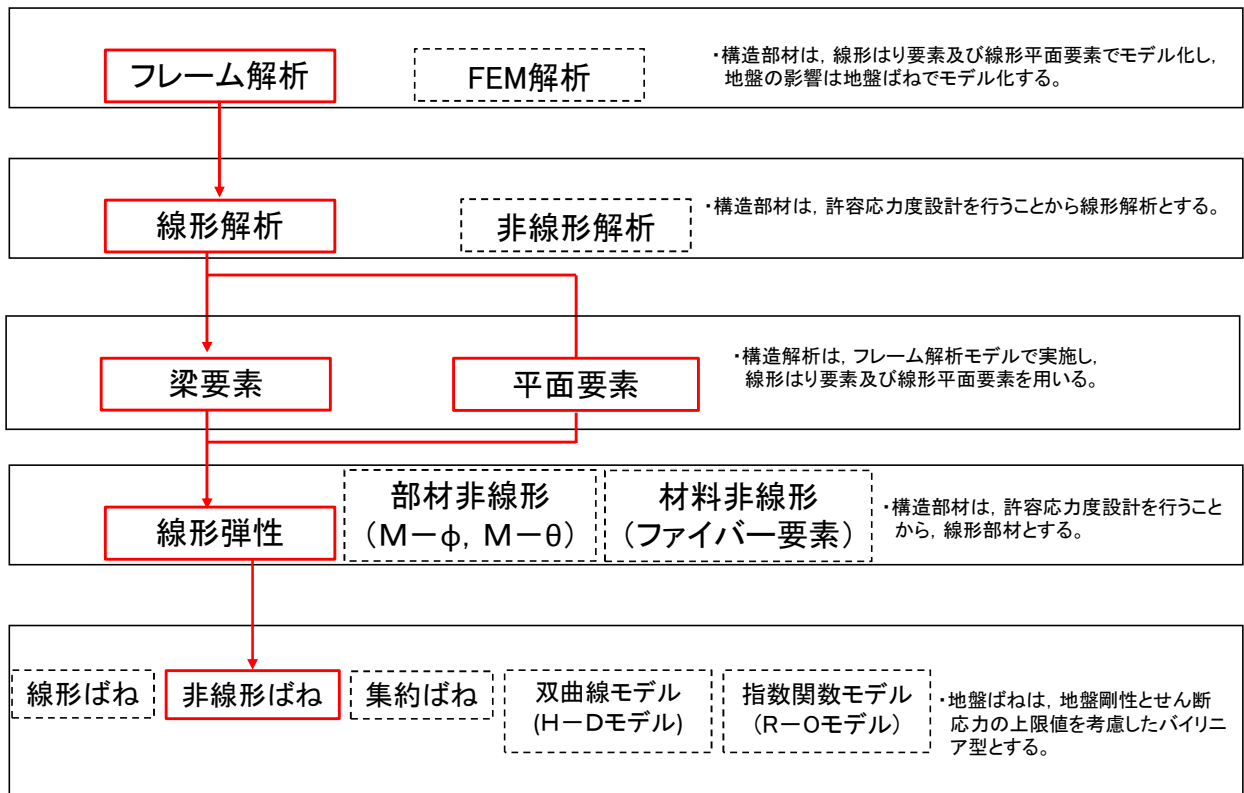 フレーム解析
FEM解析
・構造部材は，線形はり要素及び線形平面要素でモデル化し，
地盤の影響は地盤ばねでモデル化する。
線形解析
非線形解析
・構造部材は，許容応力度設計を行うことから線形解析とする。
梁要素
平面要素
・構造解析は，フレーム解析モデルで実施し，
線形はり要素及び線形平面要素を用いる。
線形弾性
部材非線形
（M－φ，M－θ）
材料非線形
（ファイバー要素）
・構造部材は，許容応力度設計を行うこと
から，線形部材とする。
線形ばね
非線形ばね
集約ばね
双曲線モデル
(H－Dモデル)
指数関数モデル
（R－Oモデル）
・地盤ばねは，地盤剛性とせん断
応力の上限値を考慮したバイリニ
ア型とする。